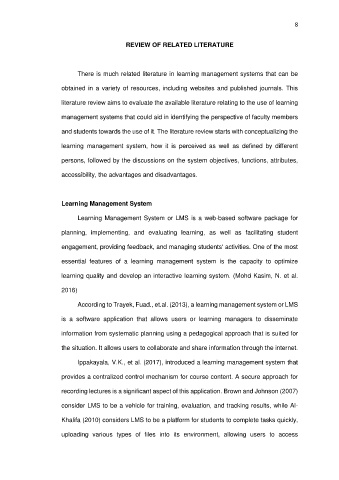 8
REVIEW OF RELATED LITERATURE
There is much related literature in learning management systems that can be
obtained in a variety of resources, including websites and published journals. This
literature review aims to evaluate the available literature relating to the use of learning
management systems that could aid in identifying the perspective of faculty members
and students towards the use of it. The literature review starts with conceptualizing the
learning management system, how it is perceived as well as defined by different
persons, followed by the discussions on the system objectives, functions, attributes,
accessibility, the advantages and disadvantages.
Learning Management System
Learning Management System or LMS is a web-based software package for
planning, implementing, and evaluating learning, as well as facilitating student
engagement, providing feedback, and managing students' activities. One of the most
essential features of a learning management system is the capacity to optimize
learning quality and develop an interactive learning system. (Mohd Kasim, N. et al.
2016)
According to Trayek, Fuad., et.al. (2013), a learning management system or LMS
is a software application that allows users or learning managers to disseminate
information from systematic planning using a pedagogical approach that is suited for
the situation. It allows users to collaborate and share information through the internet.
Ippakayala, V.K., et al. (2017), introduced a learning management system that
provides a centralized control mechanism for course content. A secure approach for
recording lectures is a significant aspect of this application. Brown and Johnson (2007)
consider LMS to be a vehicle for training, evaluation, and tracking results, while Al-
Khalifa (2010) considers LMS to be a platform for students to complete tasks quickly,
uploading various types of files into its environment, allowing users to access